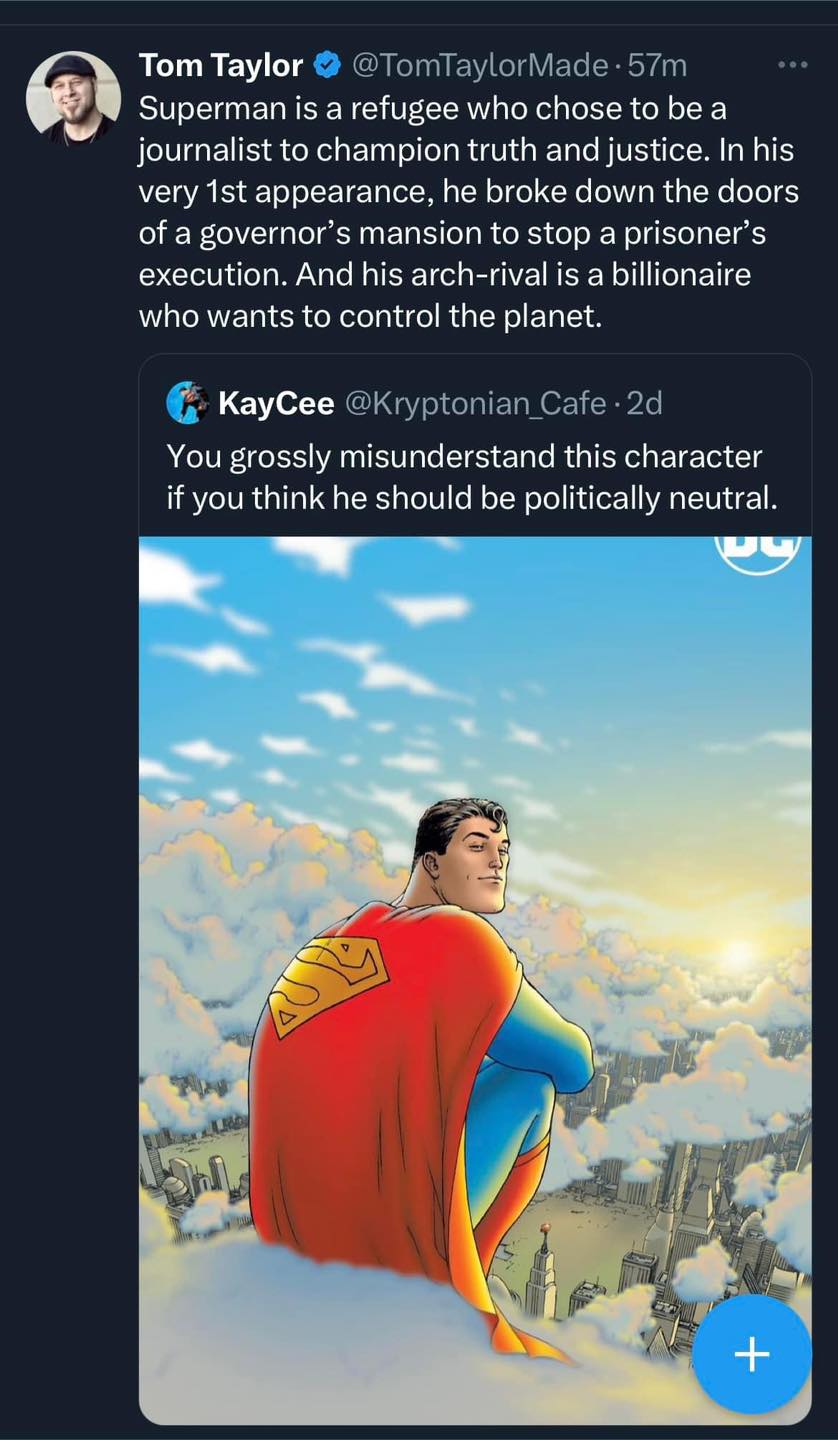 Tom Taylor @TomTaylorMade · 57m
Superman is a refugee who chose to be a
journalist to champion truth and justice. In his
very 1st appearance, he broke down the doors
of a governor’s mansion to stop a prisoner’s
execution. And his arch-rival is a billionaire
who wants to control the planet.
KayCee @Kryptonian_Cafe · 2d
You grossly misunderstand this character
if you think he should be politically neutral.
DC
S